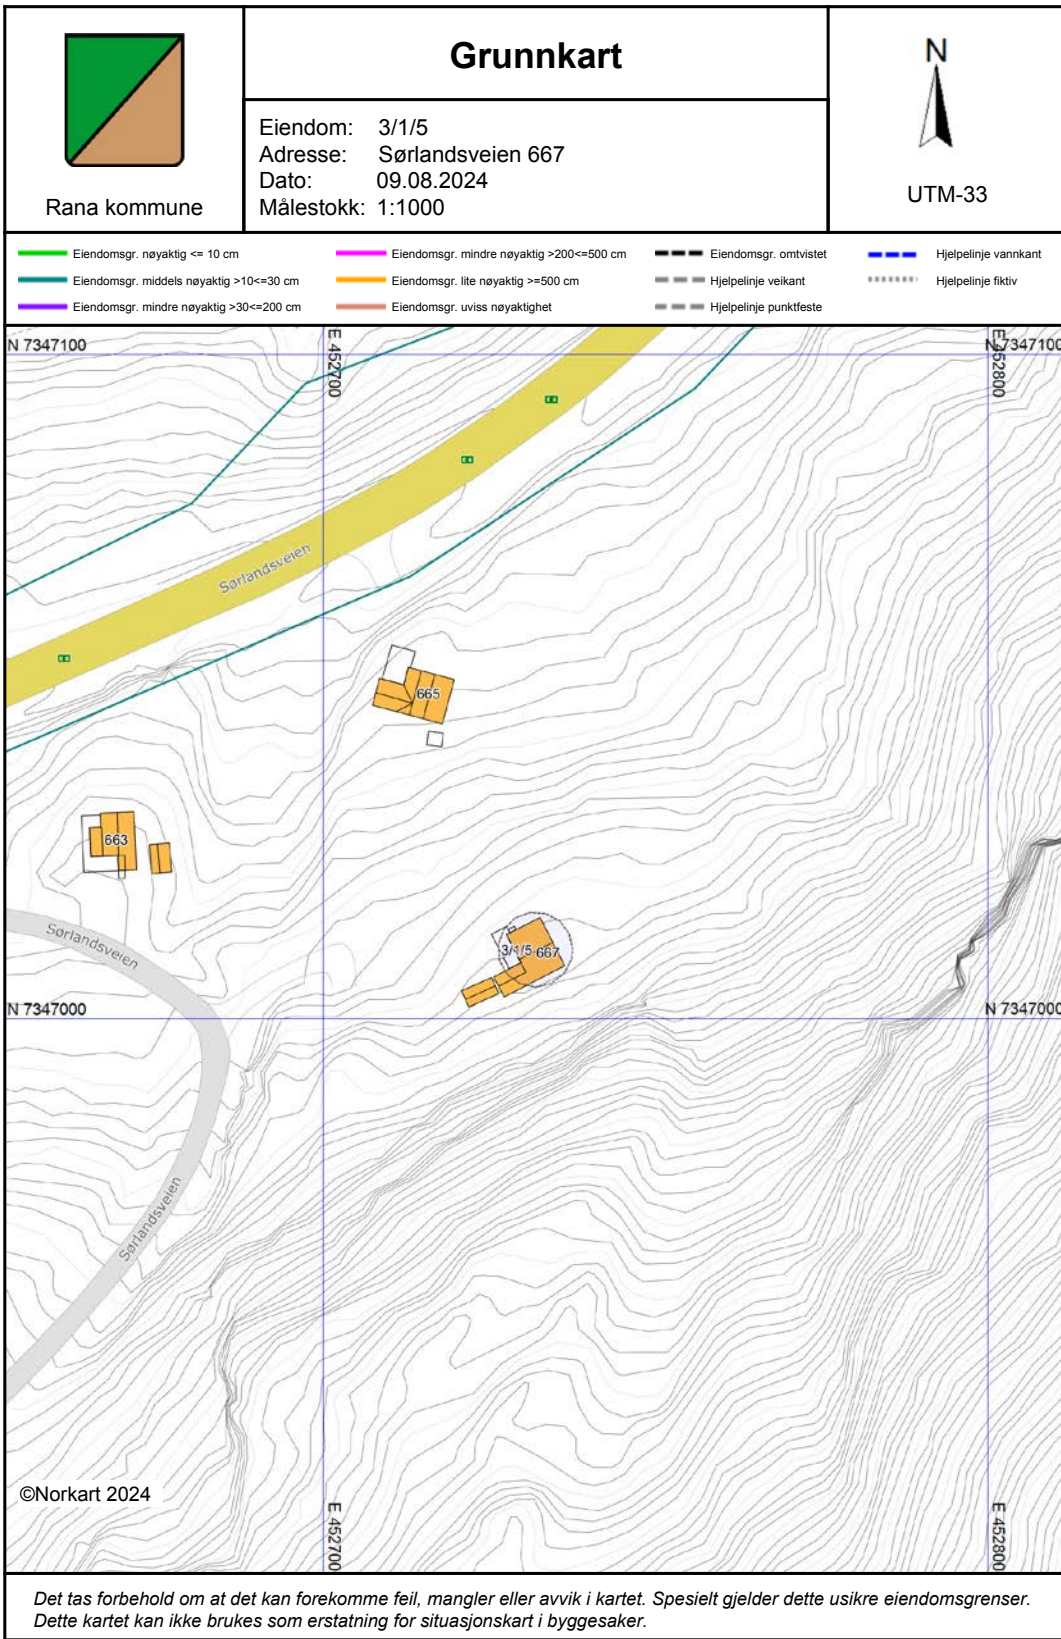 Rana kommune
Grunnkart
Eiendom: 3/1/5
Adresse: Sørlandsveien 667
Dato: 09.08.2024
Målestokk: 1:1000
N
UTM-33
Eiendomsgr. nøyaktig <= 10 cm
Eiendomsgr. middels nøyaktig >10<=30 cm
Eiendomsgr. mindre nøyaktig >30<=200 cm
Eiendomsgr. mindre nøyaktig >200<=500 cm
Eiendomsgr. lite nøyaktig >=500 cm
Eiendomsgr. uviss nøyaktighet
Eiendomsgr. omtvistet
Hjelpelinje veikant
Hjelpelinje punktfeste
Hjelpelinje vannkant
Hjelpelinje fiktiv
N 7347100
E 452700
E 452800
N 7347100
Sørlandsveien
665
663
Sørlandsveien
3/1/5
667
N 7347000
N 7347000
Sørlandsveien
©Norkart 2024
E 452700
E 452800
Det tas forbehold om at det kan forekomme feil, mangler eller avvik i kartet. Spesielt gjelder dette usikre eiendomsgrenser.
Dette kartet kan ikke brukes som erstatning for situasjonskart i byggesaker.